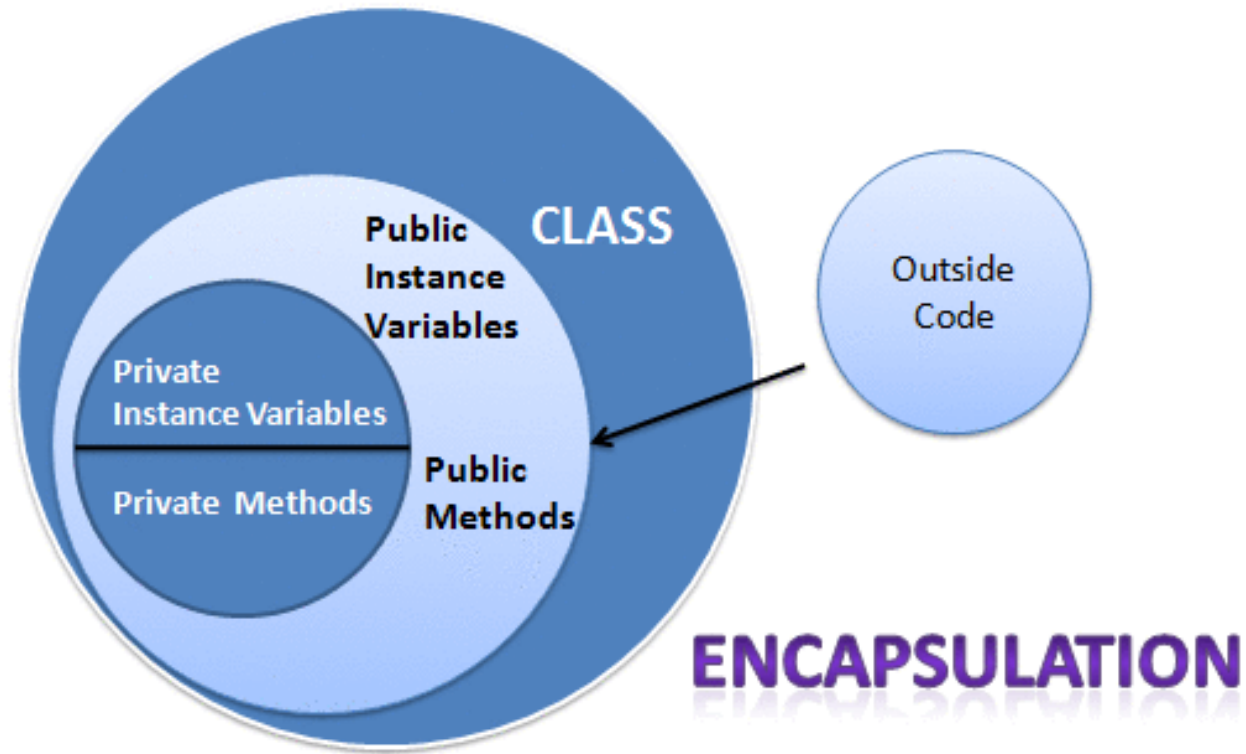 CLASS
Public
Instance
Variables
Private
Instance Variables
Private Methods
Public
Methods
Outside
Code
ENCAPSULATION